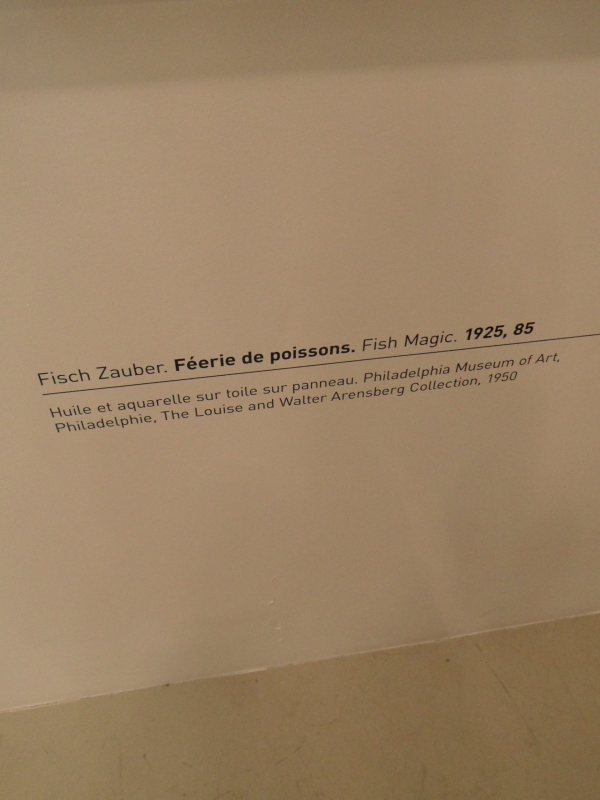 Fisch Zauber. Féerie de poissons. Fish Magic. 1925, 85
Huile et aquarelle sur toile sur panneau. Philadelphia Museum of Art,
Philadelphie, The Louise and Walter Arensberg Collection, 1950